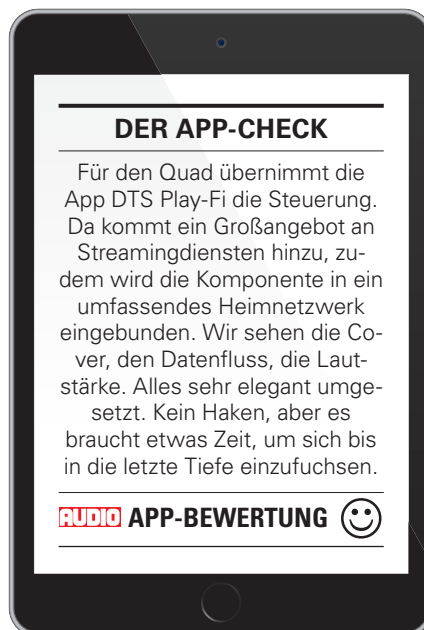 DER APP-CHECK
Für den Quad übernimmt die
App DTS Play-Fi die Steuerung.
Da kommt ein Großangebot an
Streamingdiensten hinzu, zu-
dem wird die Komponente in ein
umfassendes Heimnetzwerk
eingebunden. Wir sehen die Co-
ver, den Datenfluss, die Laut-
stärke. Alles sehr elegant umge-
setzt. Kein Haken, aber es
braucht etwas Zeit, um sich bis
in die letzte Tiefe einzufuchsen.
AUDIO APP-BEWERTUNG